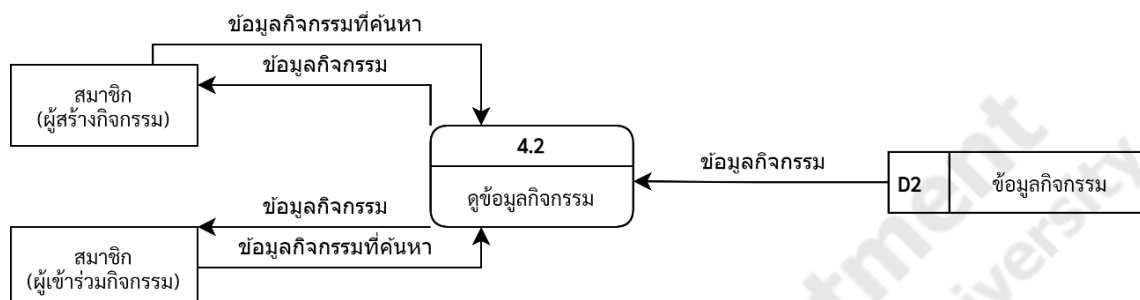 ข้อมูลกิจกรรมที่ค้นหา
ข้อมูลกิจกรรม
สมาชิก
(ผู้สร้างกิจกรรม)
4.2
ดูข้อมูลกิจกรรม
ข้อมูลกิจกรรม
D2
ข้อมูลกิจกรรม
ข้อมูลกิจกรรม
ข้อมูลกิจกรรมที่ค้นหา
สมาชิก
(ผู้เข้าร่วมกิจกรรม)